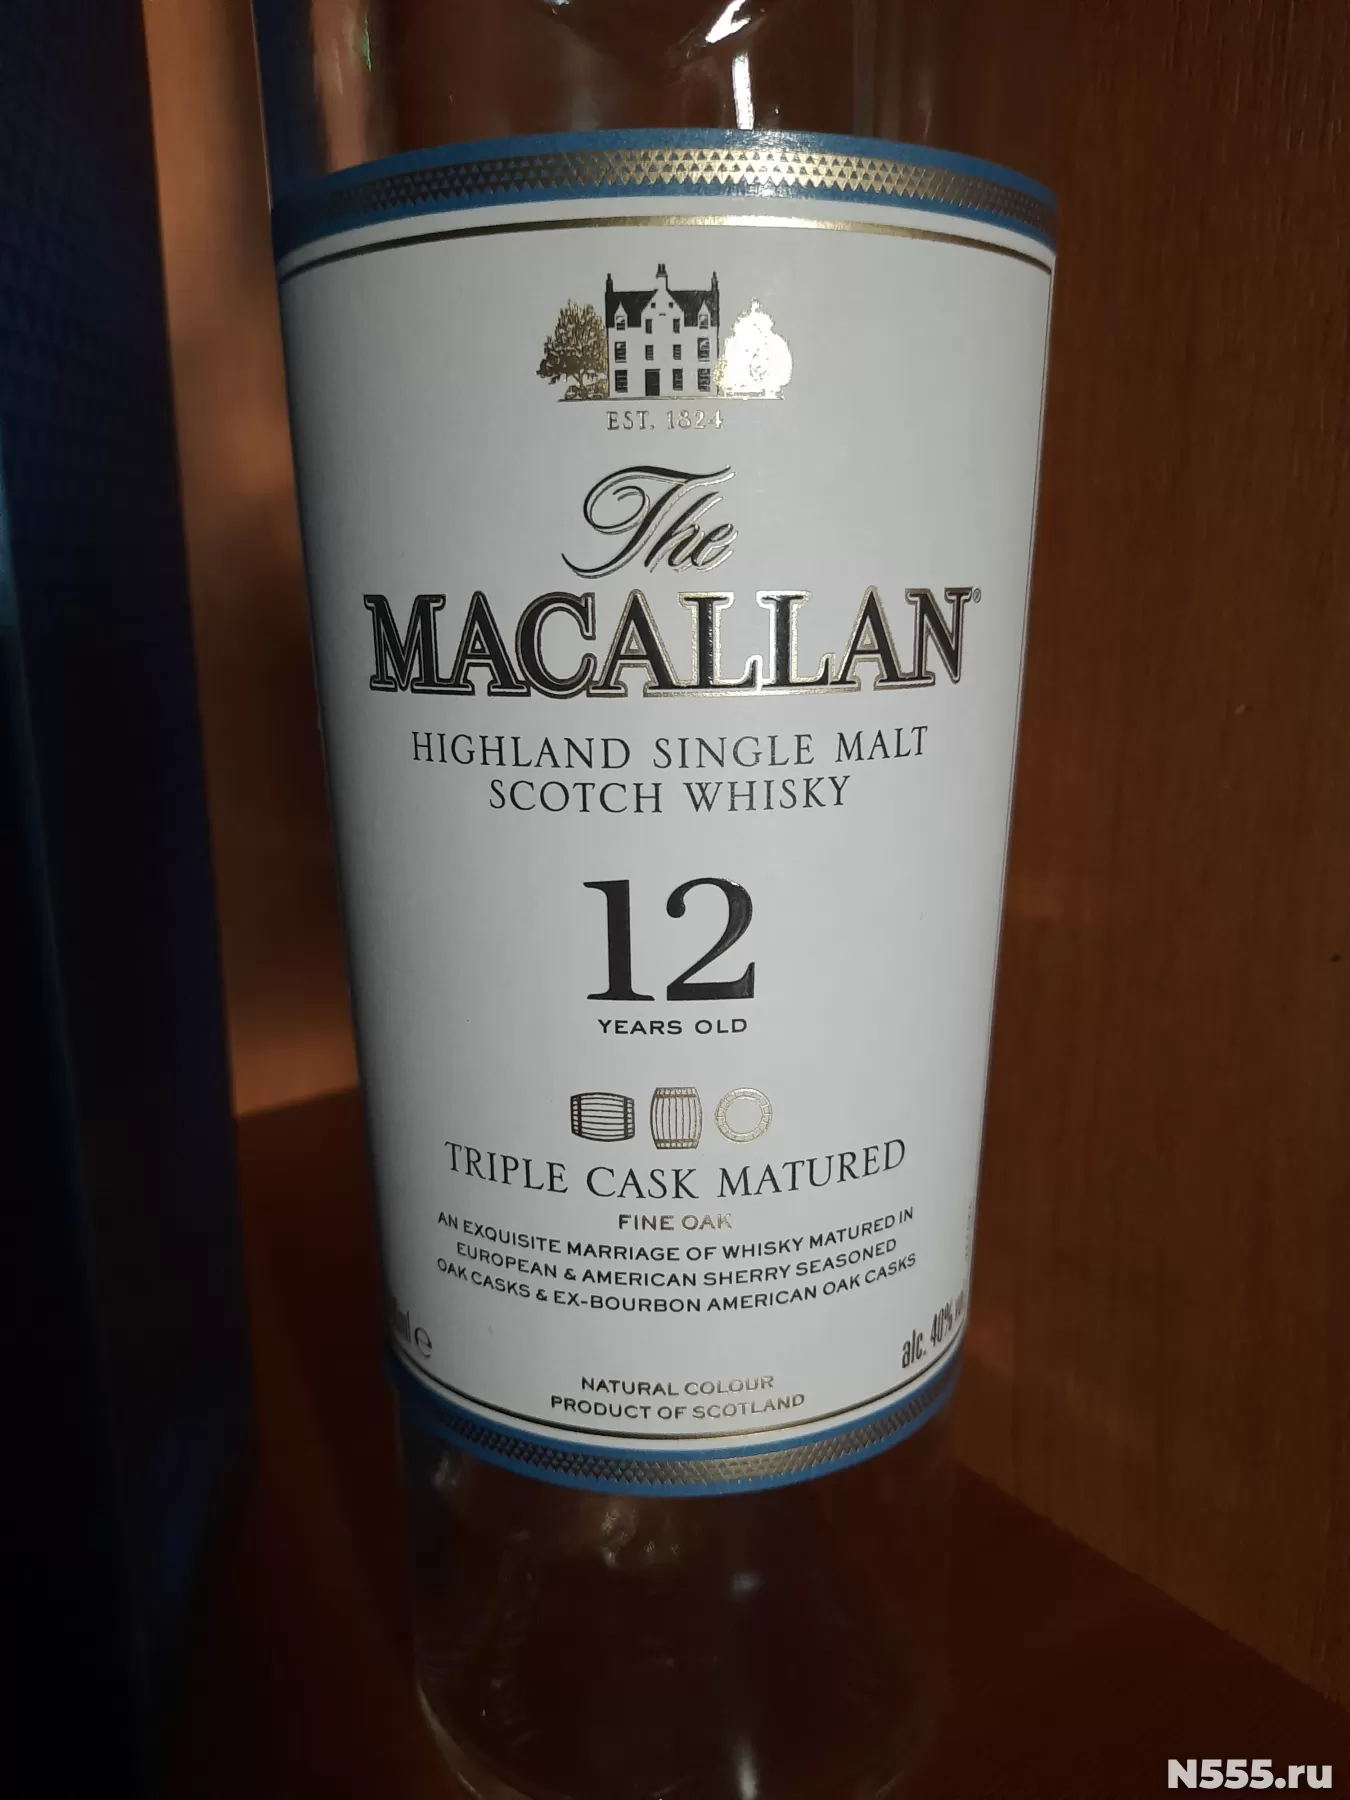 EST. 1824
The
MACALLAN®
HIGHLAND SINGLE MALT
SCOTCH WHISKY
12
YEARS OLD
TRIPLE CASK MATURED
FINE OAK
AN EXQUISITE MARRIAGE OF WHISKY MATURED IN
EUROPEAN & AMERICAN SHERRY SEASONED
OAK CASKS & EX-BOURBON AMERICAN OAK CASKS
ml ℮
alc. 40%
NATURAL COLOUR
PRODUCT OF SCOTLAND
N555.ru